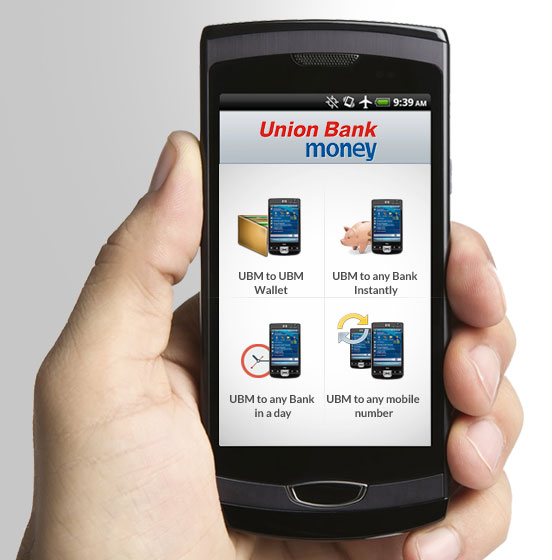 9:39 AM
Union Bank
money
UBM to UBM
Wallet
UBM to any Bank
Instantly
UBM to any Bank
in a day
UBM to any mobile
number